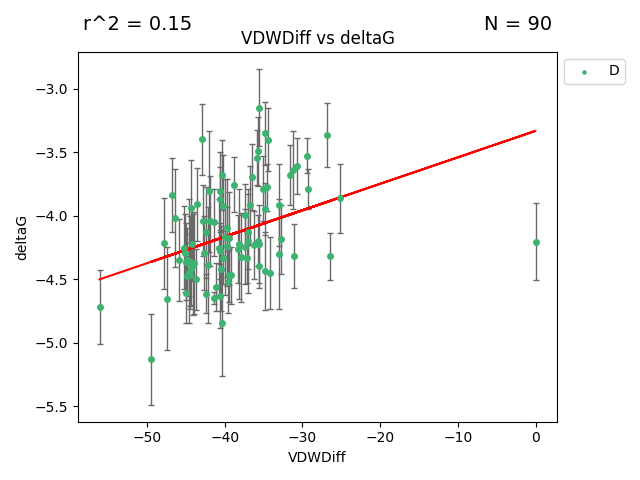 r^2 = 0.15
N = 90
VDWDiff vs deltaG
D
−3.0
−3.5
−4.0
−4.5
−5.0
−5.5
deltaG
−50
−40
−30
−20
−10
0
VDWDiff